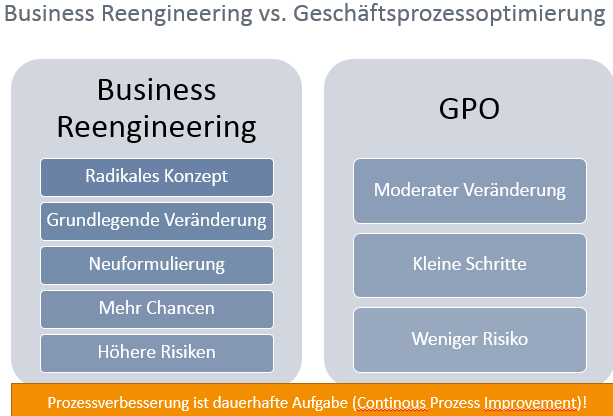 Business Reengineering vs. Geschäftsprozessoptimierung
Business
Reengineering
Radikales Konzept
Grundlegende Veränderung
Neuformulierung
Mehr Chancen
Höhere Risiken
GPO
Moderater Veränderung
Kleine Schritte
Weniger Risiko
Prozessverbesserung ist dauerhafte Aufgabe (Continous Prozess Improvement)!